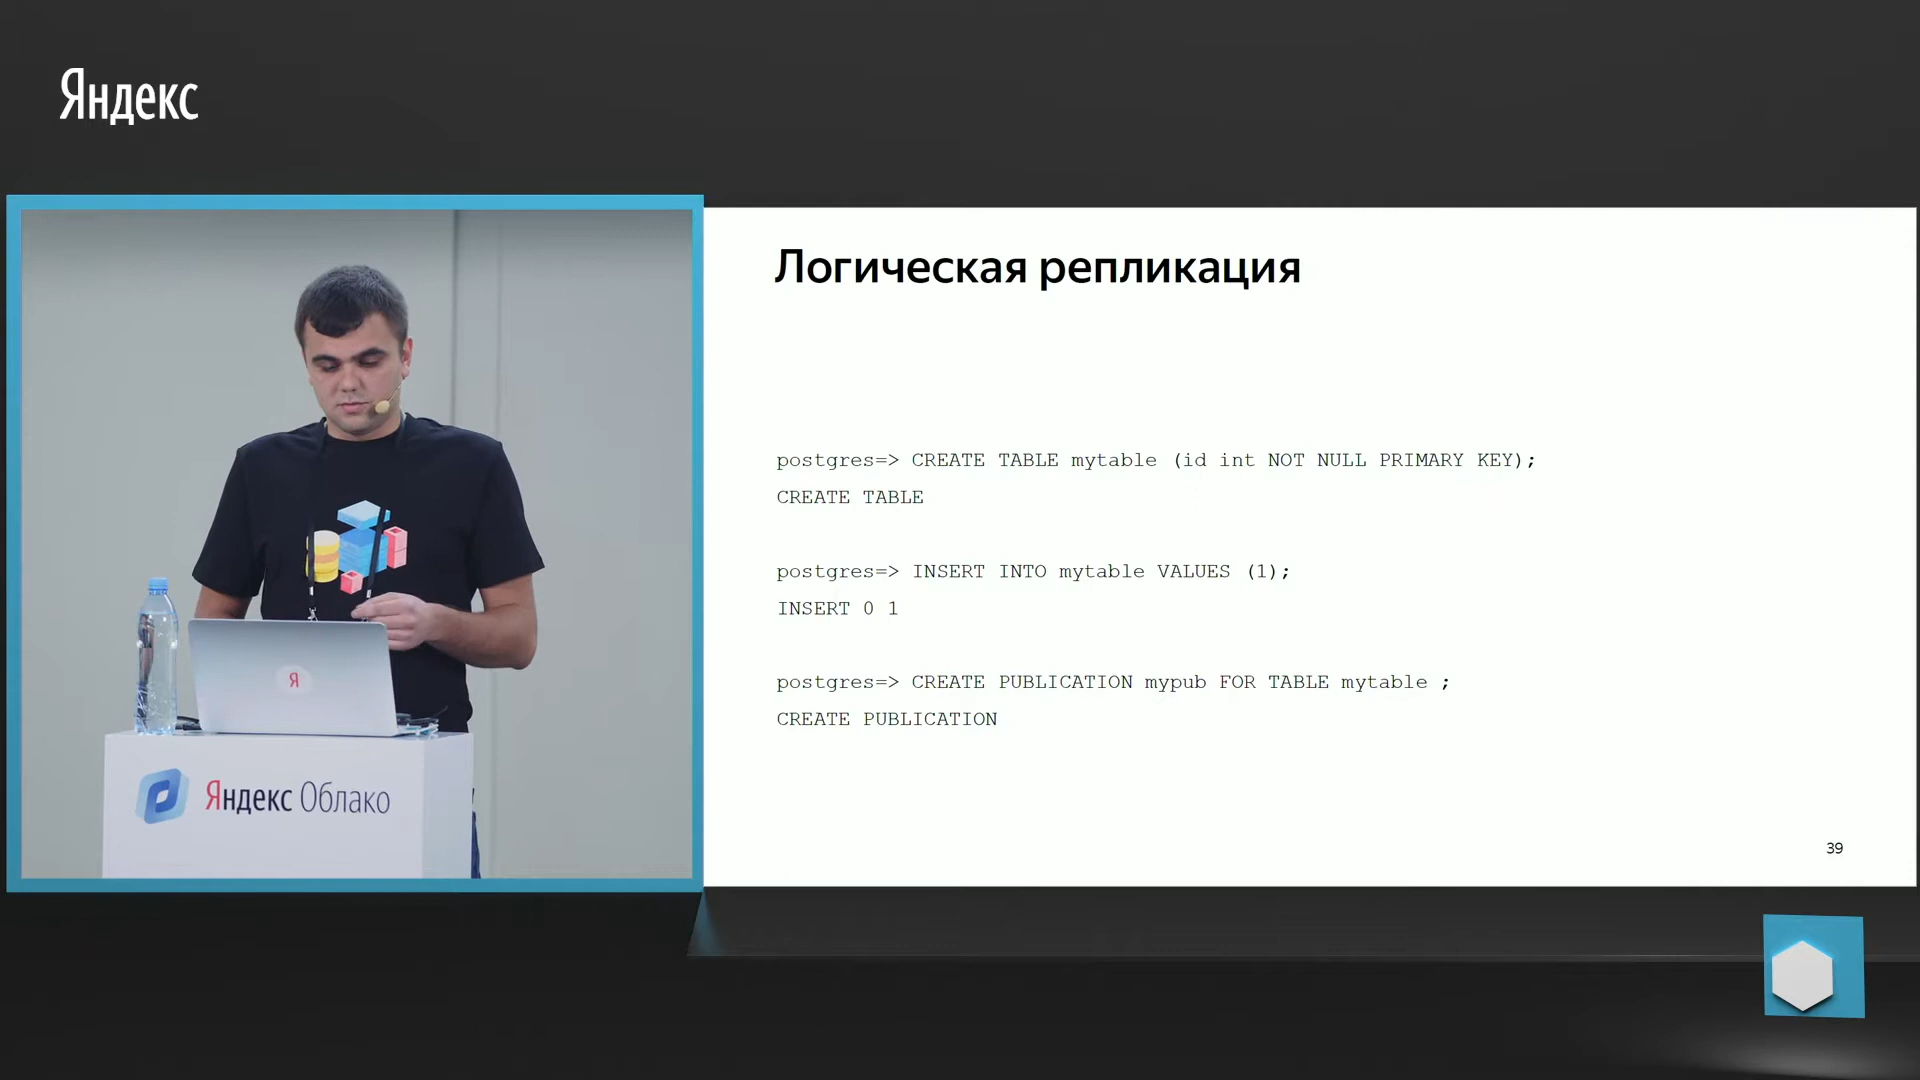 Яндекс
Логическая репликация
postgres=> CREATE TABLE mytable (id int NOT NULL PRIMARY KEY);
CREATE TABLE
postgres=> INSERT INTO mytable VALUES (1);
INSERT 0 1
postgres=> CREATE PUBLICATION mypub FOR TABLE mytable ;
CREATE PUBLICATION
39
Я
Яндекс Облако